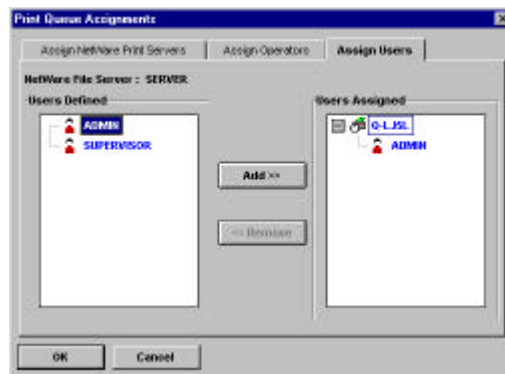 Print Queue Assignments
Assign NetWare Print Servers
Assign Operators
Assign Users
NetWare File Server : SERVER
Users Defined
ADMIN
SUPERVISOR
Add >>
<< Remove
Users Assigned
Q-LJ5L
ADMIN
OK
Cancel